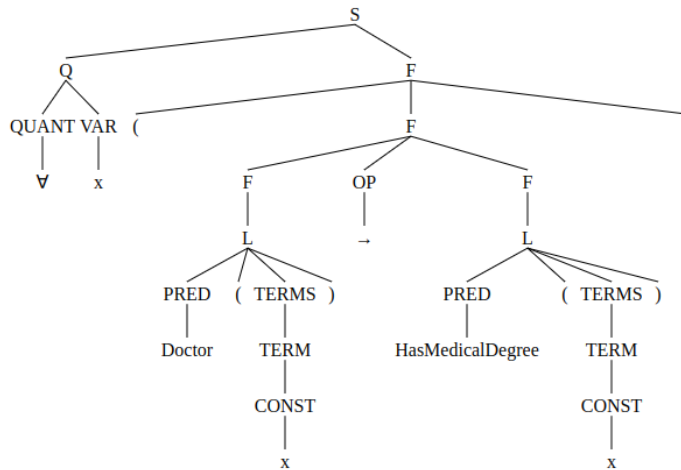 S
Q F
QUANT VAR ( F
∀ x F OP F
L → L
PRED ( TERMS ) PRED ( TERMS )
Doctor TERM HasMedicalDegree TERM
CONST CONST
x x